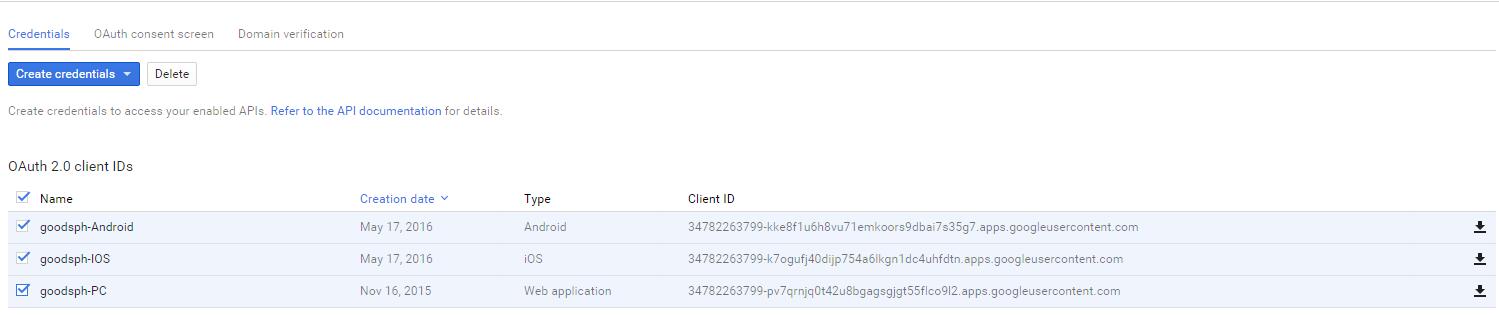 Credentials OAuth consent screen Domain verification
Create credentials Delete
Create credentials to access your enabled APIs. Refer to the API documentation for details.
OAuth 2.0 client IDs
Name Creation date Type Client ID
goodsph-Android May 17, 2016 Android 34782263799-kke8f1u6h8vu71emkoors9dbai7s35g7.apps.googleusercontent.com
goodsph-IOS May 17, 2016 iOS 34782263799-k7ogufj40dijp754a6lkgn1dc4uhfdtn.apps.googleusercontent.com
goodsph-PC Nov 16, 2015 Web application 34782263799-pv7qrnjq0t42u8bgagsgjgt55flco9l2.apps.googleusercontent.com